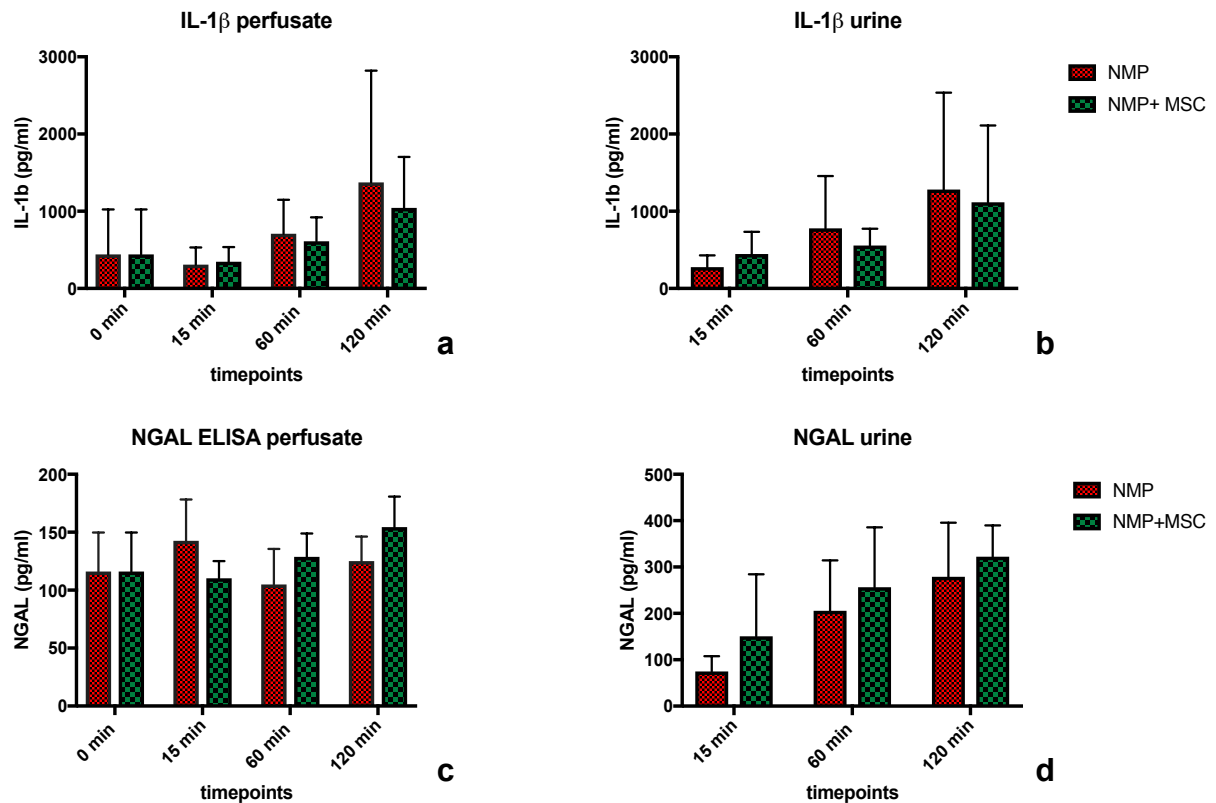 IL-1β perfusate
3000
2000
1000
0
IL-1b (pg/ml)
0 min
15 min
60 min
120 min
timepoints
a
IL-1β urine
3000
2000
1000
0
IL-1b (pg/ml)
15 min
60 min
120 min
timepoints
b
NMP
NMP+ MSC
NGAL ELISA perfusate
200
150
100
50
0
NGAL (pg/ml)
0 min
15 min
60 min
120 min
timepoints
c
NGAL urine
500
400
300
200
100
0
NGAL (pg/ml)
15 min
60 min
120 min
timepoints
d
NMP
NMP+MSC